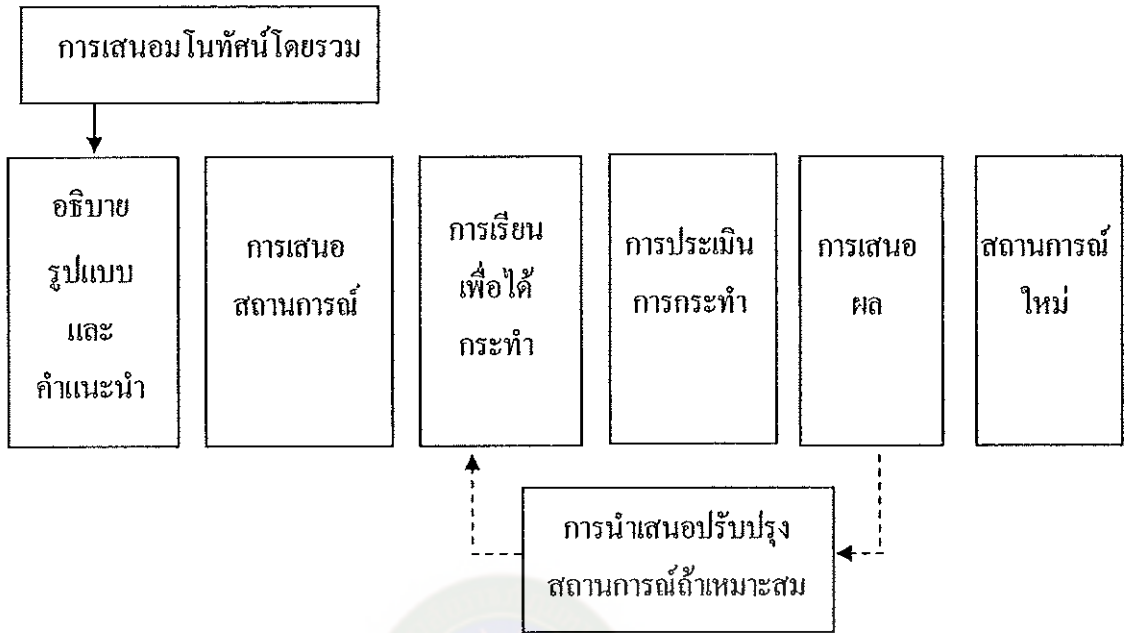 การเสนอมโนทัศน์โดยรวม
อธิบาย
รูปแบบ
และ
คำแนะนำ
การเสนอ
สถานการณ์
การเรียน
เพื่อได้
กระทำ
การประเมิน
การกระทำ
การเสนอ
ผล
สถานการณ์
ใหม่
การนำเสนอปรับปรุง
สถานการณ์ถ้าเหมาะสม